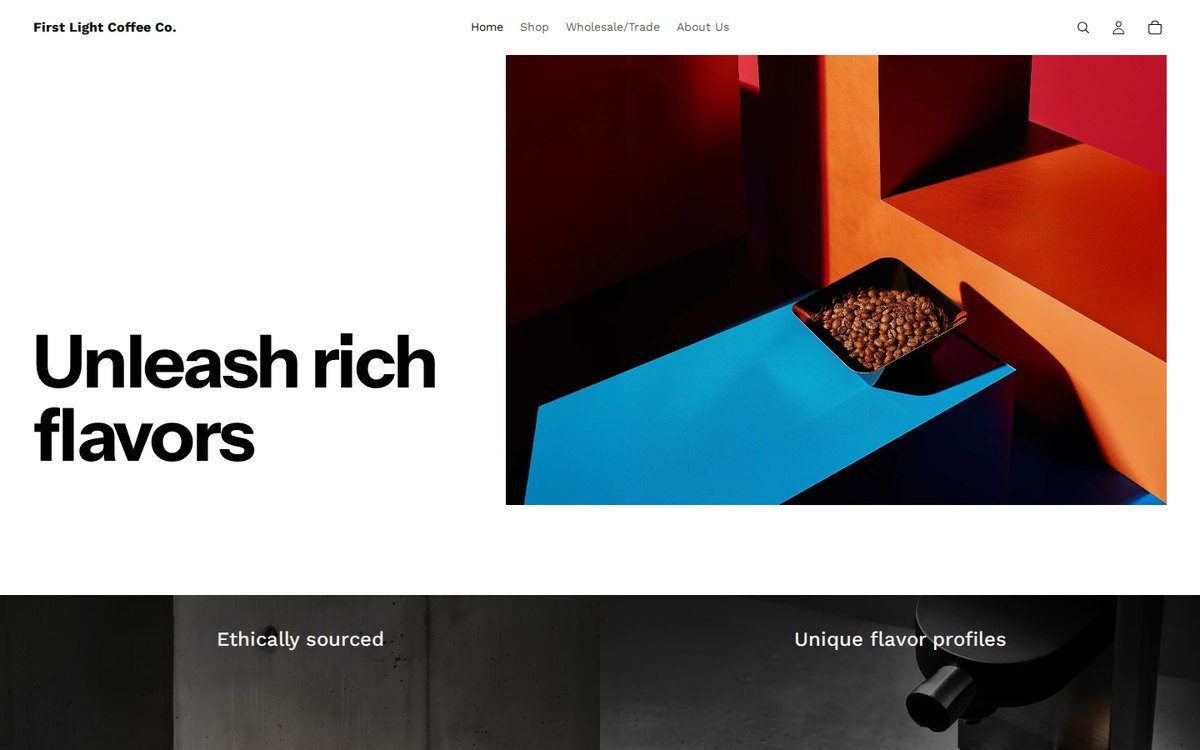 First Light Coffee Co.
Home
Shop
Wholesale/Trade
About Us
Unleash rich
flavors
Ethically sourced
Unique flavor profiles